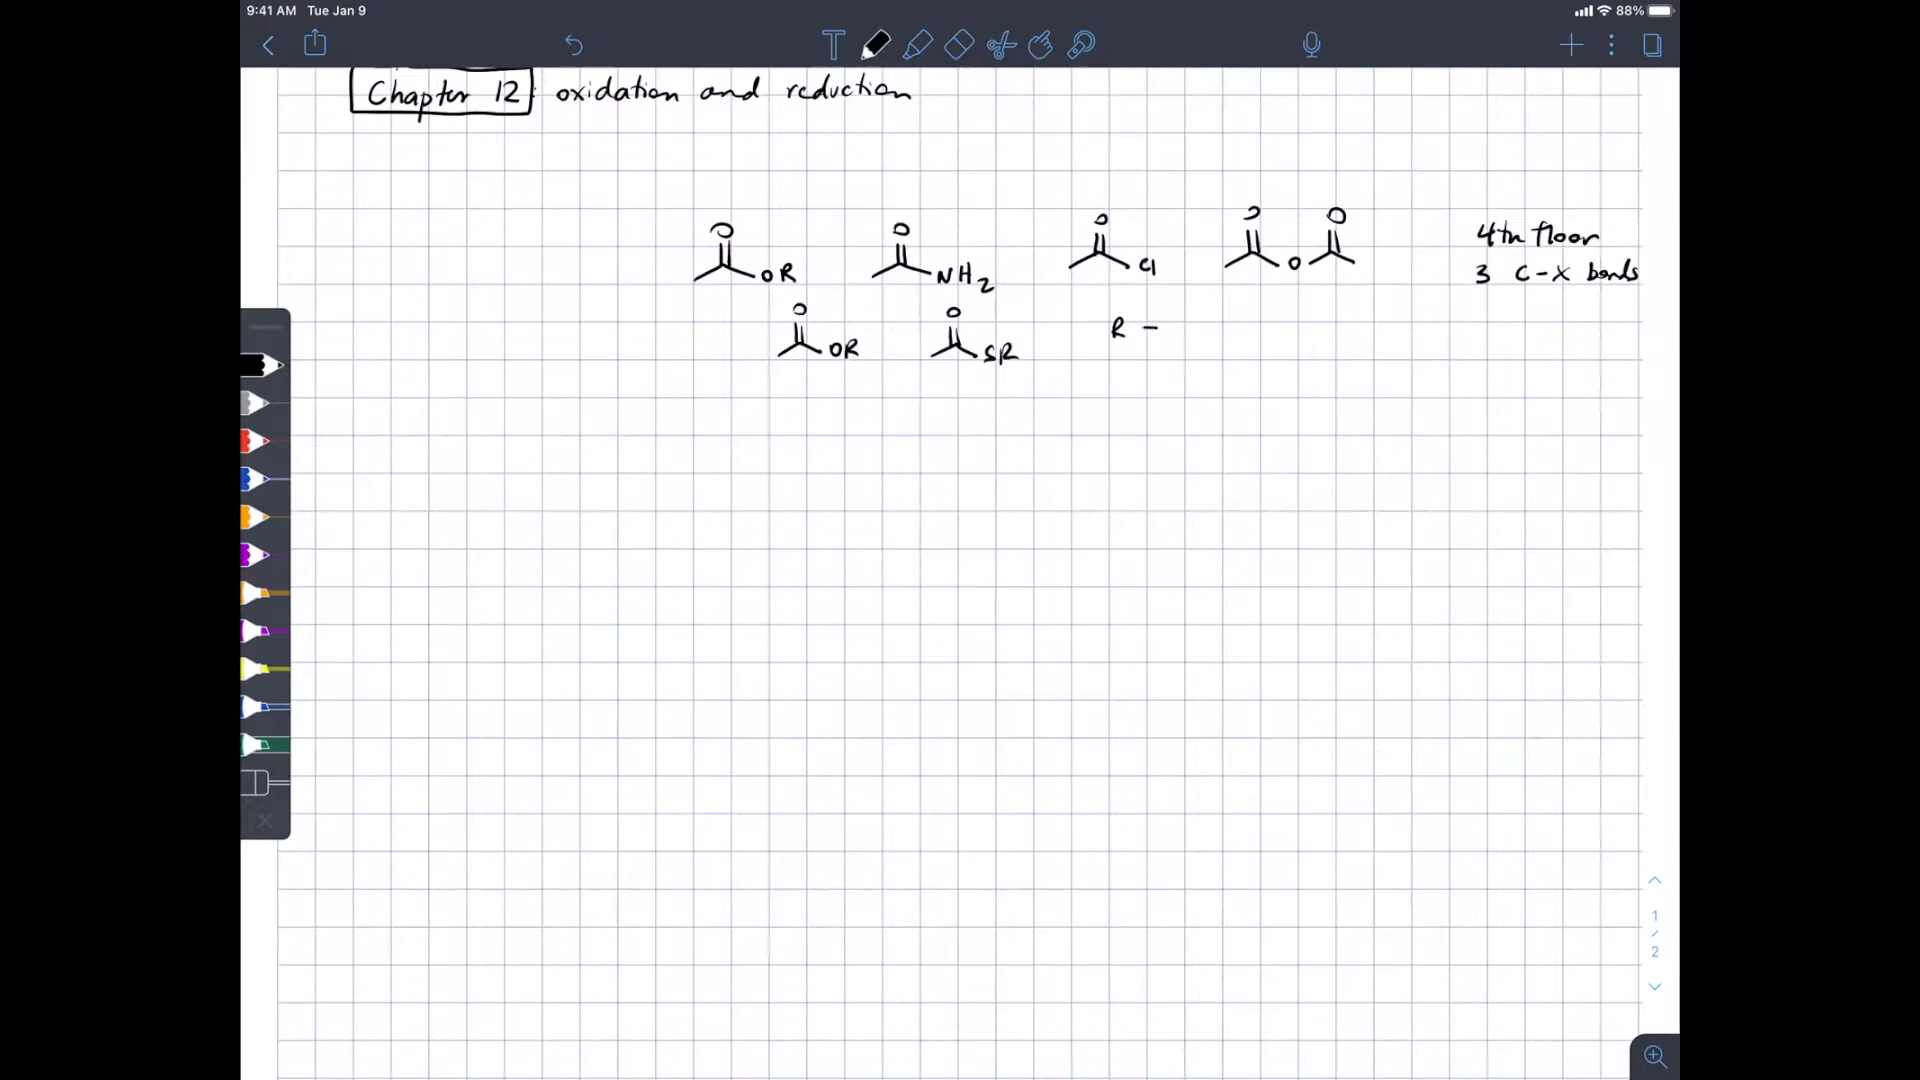 9:41 AM Tue Jan 9
88%
Chapter 12 : oxidation and reduction
O O O O O
OR NH2 Cl O
4th floor
3 C-X bonds
O O
OR SR
R -
1
/
2